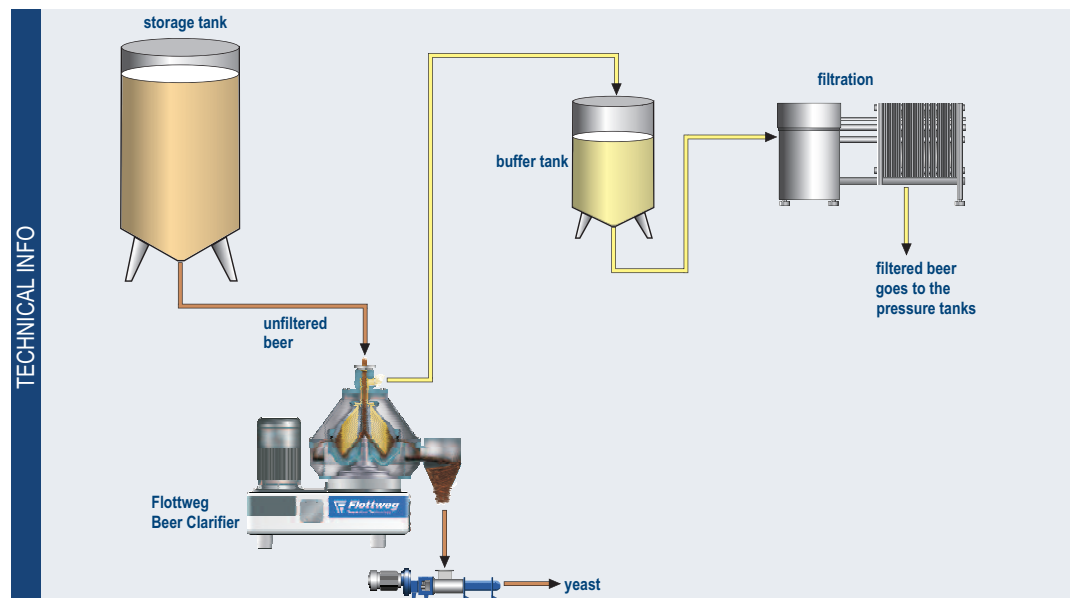 TECHNICAL INFO
storage tank
buffer tank
filtration
filtered beer
goes to the
pressure tanks
unfiltered
beer
Flottweg
Beer Clarifier
Flottweg
yeast